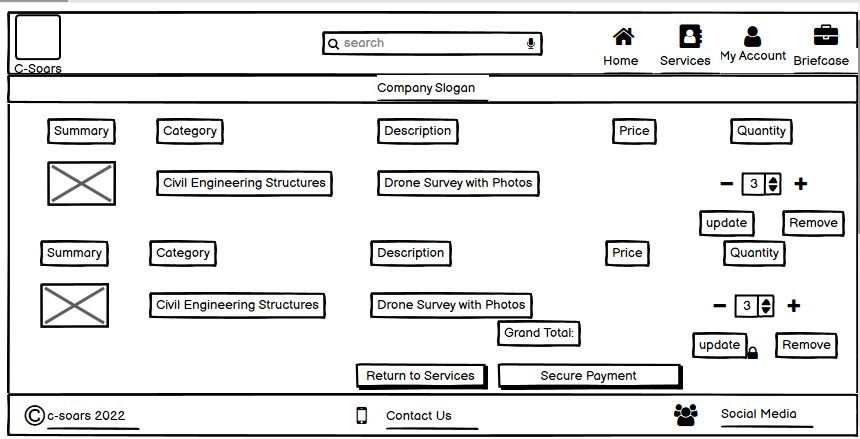 search
Home
Services
My Account
Briefcase
C-Soars
Company Slogan
Summary Category Description Price Quantity
Civil Engineering Structures Drone Survey with Photos 3
update Remove
Summary Category Description Price Quantity
Civil Engineering Structures Drone Survey with Photos 3
Grand Total:
update Remove
Return to Services Secure Payment
© c-soars 2022 Contact Us Social Media